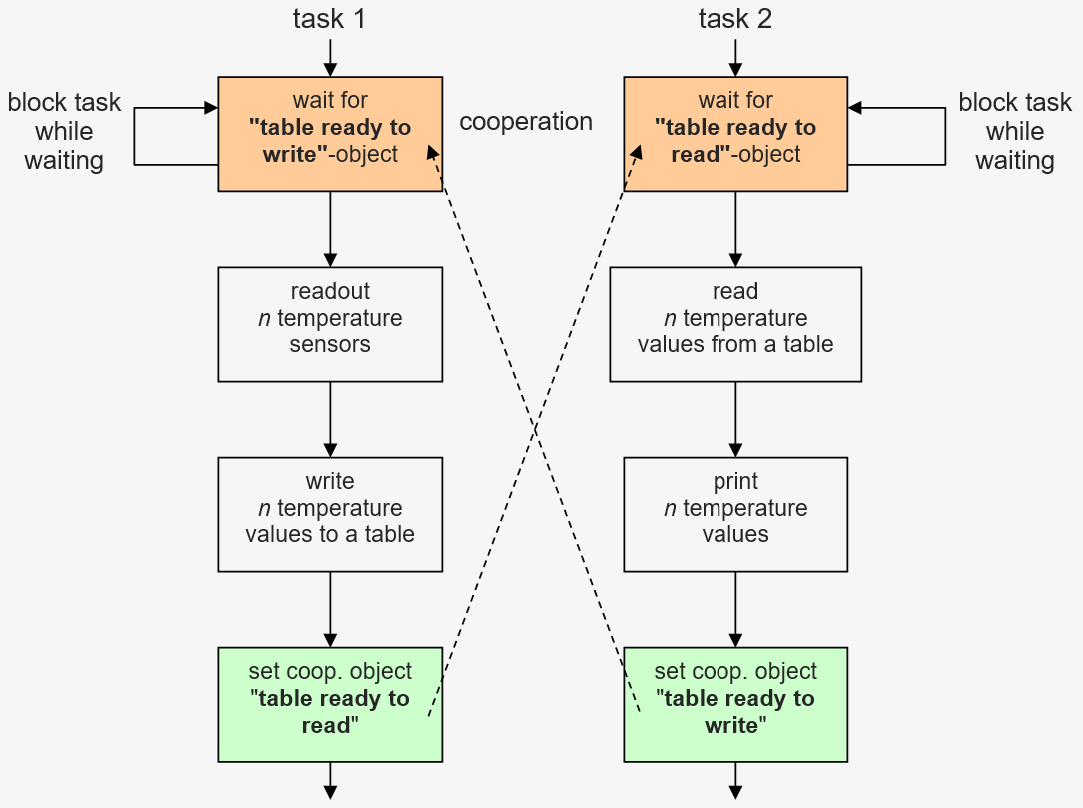 task 1
task 2
block task
while
waiting
wait for
"table ready to
write"-object
cooperation
wait for
"table ready to
read"-object
block task
while
waiting
readout
n temperature
sensors
read
n temperature
values from a table
write
n temperature
values to a table
print
n temperature
values
set coop. object
"table ready to
read"
set coop. object
"table ready to
write"